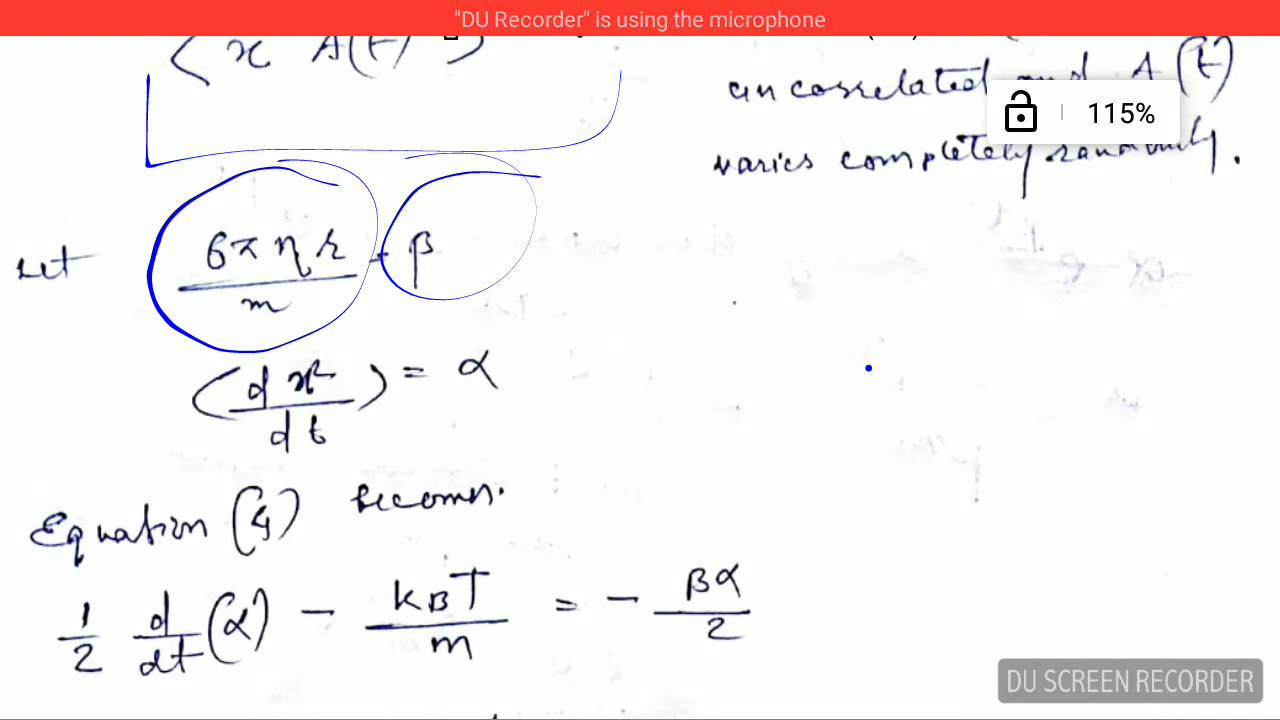 "DU Recorder" is using the microphone
⟨x A(t)
uncorrelated and A(t)
115%
varies completely randomly.
Let 6πηr/m = β
⟨dx²/dt⟩ = α
Equation (4) becomes.
1/2 d/dt (α) - kBT/m = - βα/2
DU SCREEN RECORDER